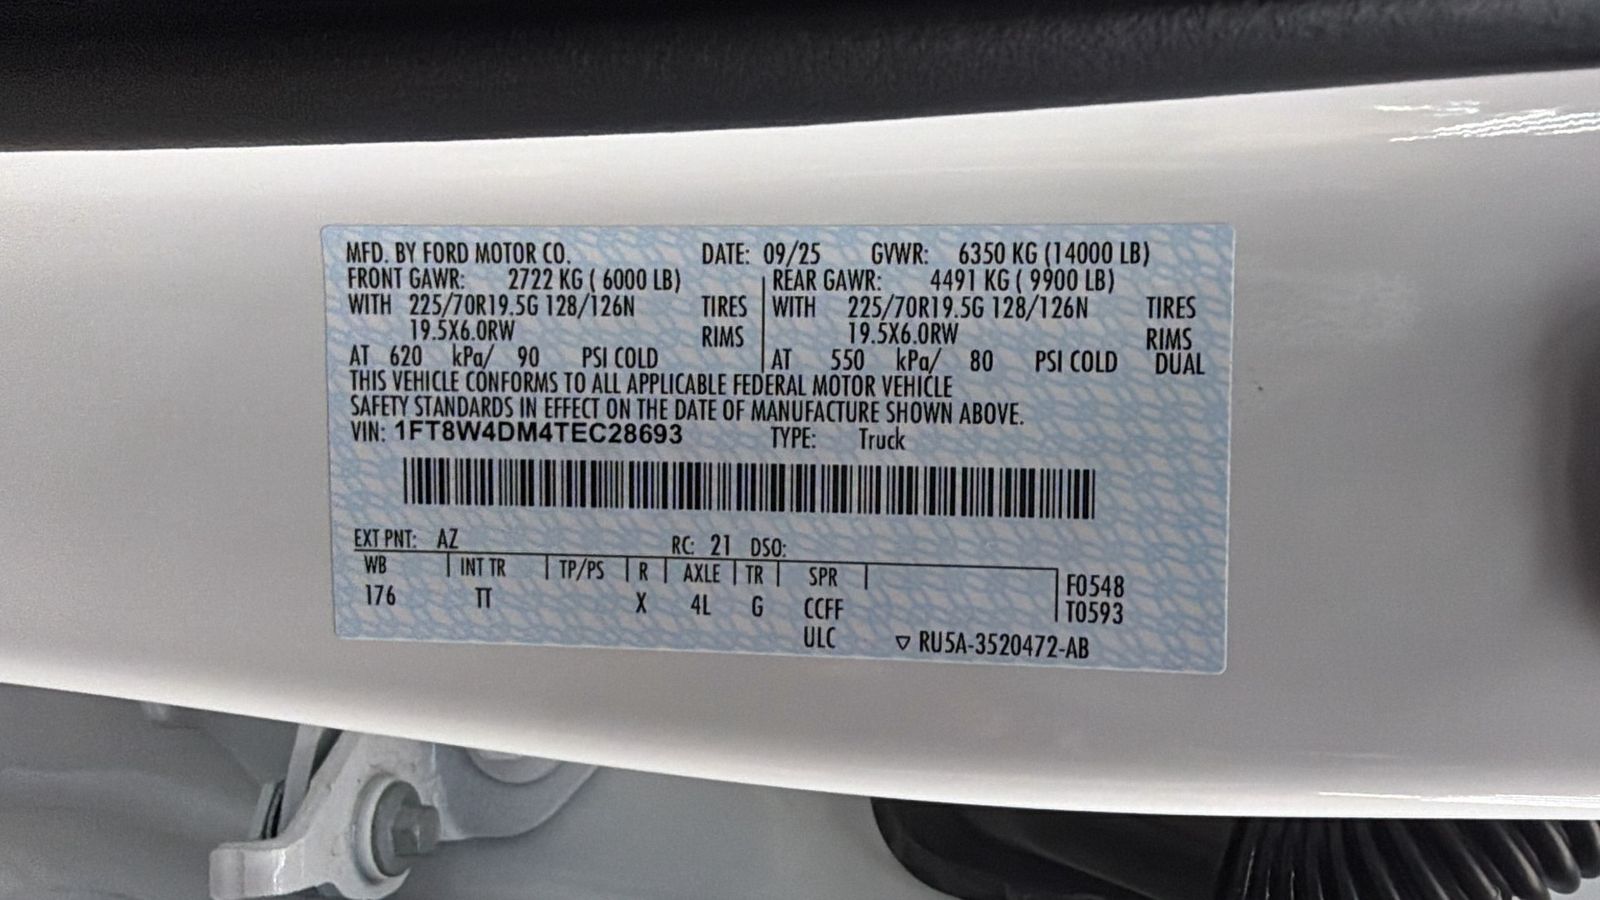 MFD. BY FORD MOTOR CO. DATE: 09/25 GVWR: 6350 KG (14000 LB)
FRONT GAWR: 2722 KG ( 6000 LB) REAR GAWR: 4491 KG ( 9900 LB)
WITH 225/70R19.5G 128/126N TIRES WITH 225/70R19.5G 128/126N TIRES
19.5X6.0RW RIMS 19.5X6.0RW RIMS
AT 620 kPa/ 90 PSI COLD AT 550 kPa/ 80 PSI COLD DUAL
THIS VEHICLE CONFORMS TO ALL APPLICABLE FEDERAL MOTOR VEHICLE
SAFETY STANDARDS IN EFFECT ON THE DATE OF MANUFACTURE SHOWN ABOVE.
VIN: 1FT8W4DM4TEC28693 TYPE: Truck
EXT PNT: AZ RC: 21 DSO:
WB INT TR TP/PS R AXLE TR SPR F0548
176 TT X 4L G CCFF T0593
ULC ▽ RU5A-3520472-AB